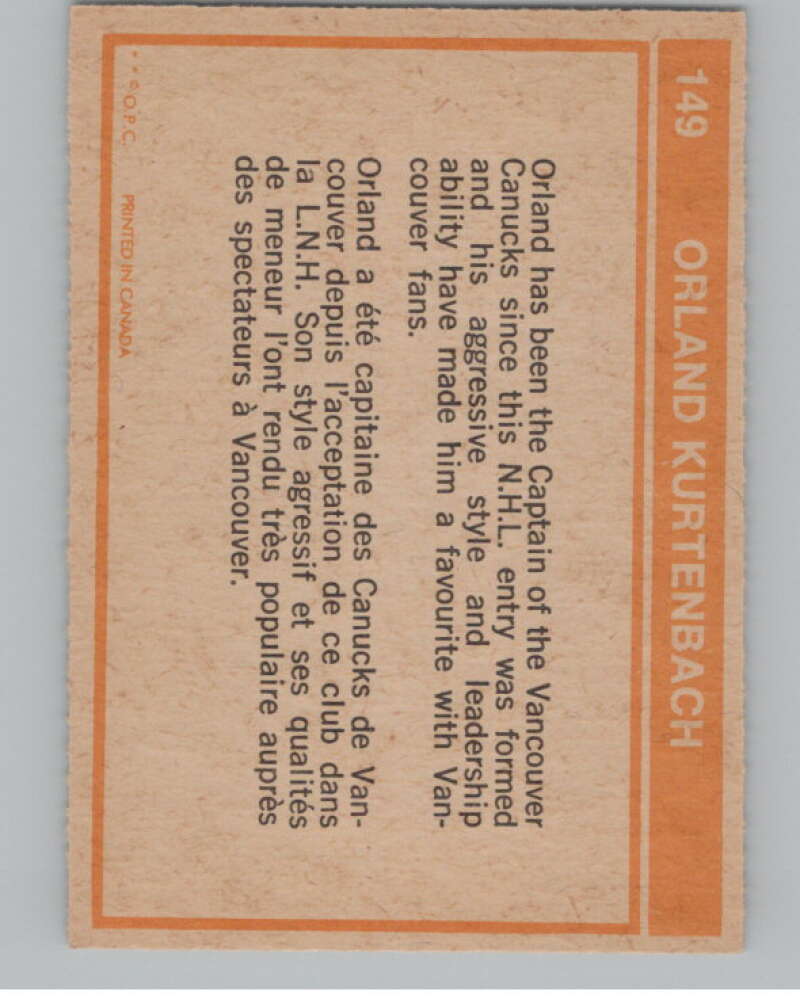 149 ORLAND KURTENBACH
Orland has been the Captain of the Vancouver
Canucks since this N.H.L. entry was formed
and his aggressive style and leadership
ability have made him a favourite with Van-
couver fans.
Orland a été capitaine des Canucks de Van-
couver depuis l'acceptation de ce club dans
la L.N.H. Son style agressif et ses qualités
de meneur l'ont rendu très populaire auprès
des spectateurs à Vancouver.
* * © O.P.C. PRINTED IN CANADA